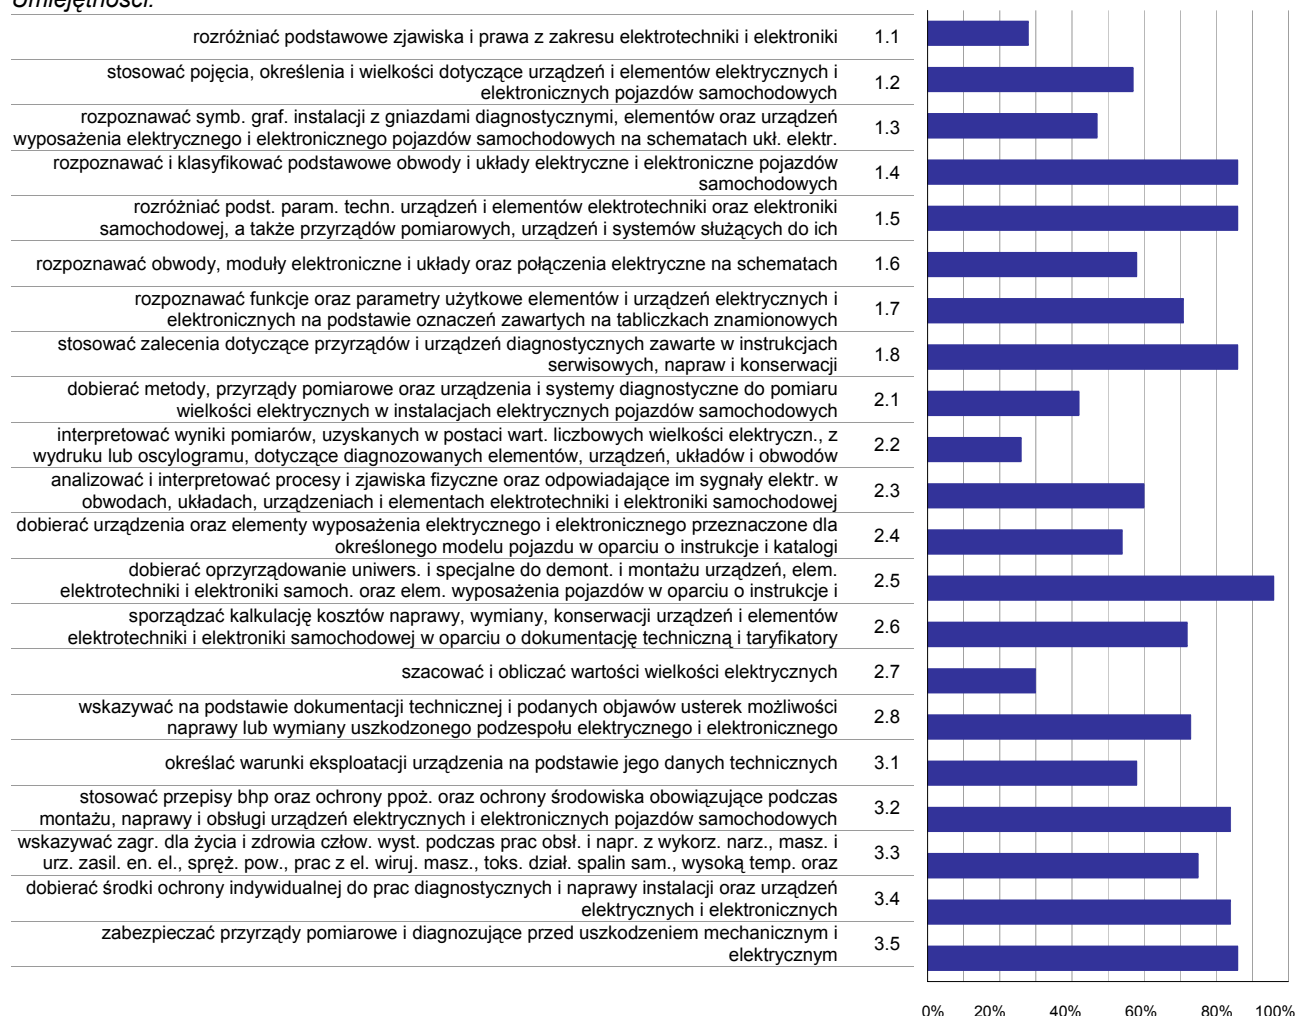 Umiejętności:
rozróżniać podstawowe zjawiska i prawa z zakresu elektrotechniki i elektroniki 1.1
stosować pojęcia, określenia i wielkości dotyczące urządzeń i elementów elektrycznych i
elektronicznych pojazdów samochodowych 1.2
rozpoznawać symb. graf. instalacji z gniazdami diagnostycznymi, elementów oraz urządzeń
wyposażenia elektrycznego i elektronicznego pojazdów samochodowych na schematach ukł. elektr. 1.3
rozpoznawać i klasyfikować podstawowe obwody i układy elektryczne i elektroniczne pojazdów
samochodowych 1.4
rozróżniać podst. param. techn. urządzeń i elementów elektrotechniki oraz elektroniki
samochodowej, a także przyrządów pomiarowych, urządzeń i systemów służących do ich 1.5
rozpoznawać obwody, moduły elektroniczne i układy oraz połączenia elektryczne na schematach 1.6
rozpoznawać funkcje oraz parametry użytkowe elementów i urządzeń elektrycznych i
elektronicznych na podstawie oznaczeń zawartych na tabliczkach znamionowych 1.7
stosować zalecenia dotyczące przyrządów i urządzeń diagnostycznych zawarte w instrukcjach
serwisowych, napraw i konserwacji 1.8
dobierać metody, przyrządy pomiarowe oraz urządzenia i systemy diagnostyczne do pomiaru
wielkości elektrycznych w instalacjach elektrycznych pojazdów samochodowych 2.1
interpretować wyniki pomiarów, uzyskanych w postaci wart. liczbowych wielkości elektryczn., z
wydruku lub oscylogramu, dotyczące diagnozowanych elementów, urządzeń, układów i obwodów 2.2
analizować i interpretować procesy i zjawiska fizyczne oraz odpowiadające im sygnały elektr. w
obwodach, układach, urządzeniach i elementach elektrotechniki i elektroniki samochodowej 2.3
dobierać urządzenia oraz elementy wyposażenia elektrycznego i elektronicznego przeznaczone dla
określonego modelu pojazdu w oparciu o instrukcje i katalogi 2.4
dobierać oprzyrządowanie uniwers. i specjalne do demont. i montażu urządzeń, elem.
elektrotechniki i elektroniki samoch. oraz elem. wyposażenia pojazdów w oparciu o instrukcje i 2.5
sporządzać kalkulację kosztów naprawy, wymiany, konserwacji urządzeń i elementów
elektrotechniki i elektroniki samochodowej w oparciu o dokumentację techniczną i taryfikatory 2.6
szacować i obliczać wartości wielkości elektrycznych 2.7
wskazywać na podstawie dokumentacji technicznej i podanych objawów usterek możliwości
naprawy lub wymiany uszkodzonego podzespołu elektrycznego i elektronicznego 2.8
określać warunki eksploatacji urządzenia na podstawie jego danych technicznych 3.1
stosować przepisy bhp oraz ochrony ppoż. oraz ochrony środowiska obowiązujące podczas
montażu, naprawy i obsługi urządzeń elektrycznych i elektronicznych pojazdów samochodowych 3.2
wskazywać zagr. dla życia i zdrowia człow. wyst. podczas prac obsł. i napr. z wykorz. narz., masz. i
urz. zasil. en. el., spręż. pow., prac z el. wiruj. masz., toks. dział. spalin sam., wysoką temp. oraz 3.3
dobierać środki ochrony indywidualnej do prac diagnostycznych i naprawy instalacji oraz urządzeń
elektrycznych i elektronicznych 3.4
zabezpieczać przyrządy pomiarowe i diagnozujące przed uszkodzeniem mechanicznym i
elektrycznym 3.5
0% 20% 40% 60% 80% 100%